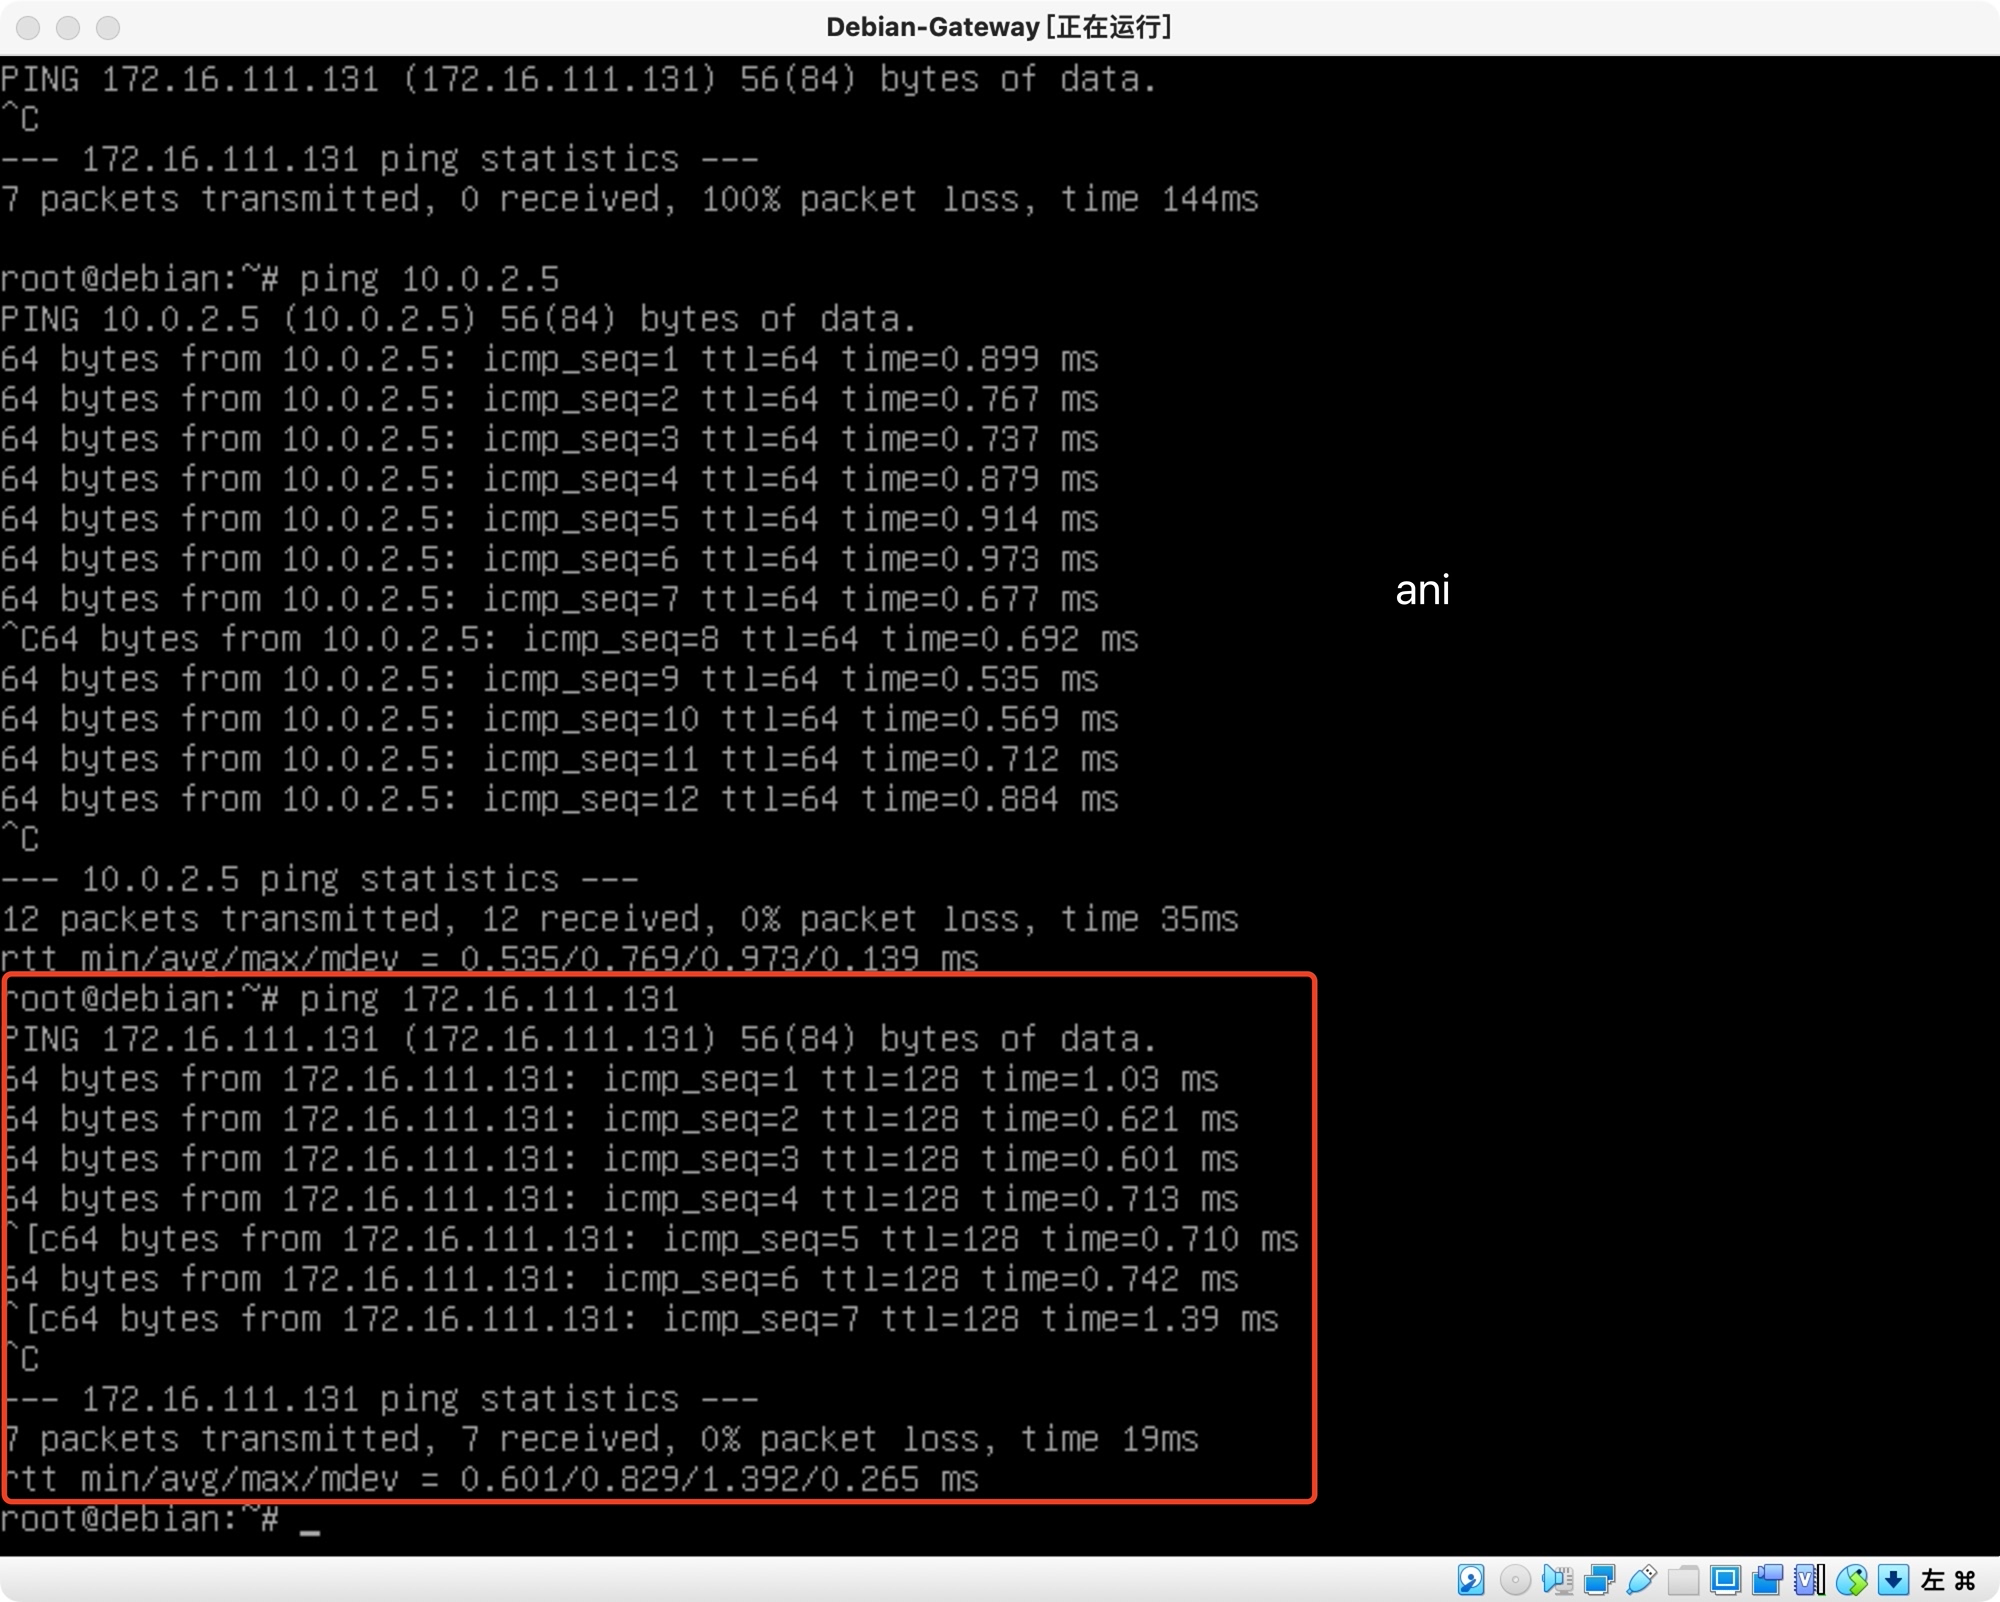 Debian-Gateway [正在运行]
PING 172.16.111.131 (172.16.111.131) 56(84) bytes of data.
^C
--- 172.16.111.131 ping statistics ---
7 packets transmitted, 0 received, 100% packet loss, time 144ms
root@debian:~# ping 10.0.2.5
PING 10.0.2.5 (10.0.2.5) 56(84) bytes of data.
64 bytes from 10.0.2.5: icmp_seq=1 ttl=64 time=0.899 ms
64 bytes from 10.0.2.5: icmp_seq=2 ttl=64 time=0.767 ms
64 bytes from 10.0.2.5: icmp_seq=3 ttl=64 time=0.737 ms
64 bytes from 10.0.2.5: icmp_seq=4 ttl=64 time=0.879 ms
64 bytes from 10.0.2.5: icmp_seq=5 ttl=64 time=0.914 ms
64 bytes from 10.0.2.5: icmp_seq=6 ttl=64 time=0.973 ms
ani
64 bytes from 10.0.2.5: icmp_seq=7 ttl=64 time=0.677 ms
^C64 bytes from 10.0.2.5: icmp_seq=8 ttl=64 time=0.692 ms
64 bytes from 10.0.2.5: icmp_seq=9 ttl=64 time=0.535 ms
64 bytes from 10.0.2.5: icmp_seq=10 ttl=64 time=0.569 ms
64 bytes from 10.0.2.5: icmp_seq=11 ttl=64 time=0.712 ms
64 bytes from 10.0.2.5: icmp_seq=12 ttl=64 time=0.884 ms
^C
--- 10.0.2.5 ping statistics ---
12 packets transmitted, 12 received, 0% packet loss, time 35ms
rtt min/avg/max/mdev = 0.535/0.769/0.973/0.139 ms
root@debian:~# ping 172.16.111.131
PING 172.16.111.131 (172.16.111.131) 56(84) bytes of data.
64 bytes from 172.16.111.131: icmp_seq=1 ttl=128 time=1.03 ms
64 bytes from 172.16.111.131: icmp_seq=2 ttl=128 time=0.621 ms
64 bytes from 172.16.111.131: icmp_seq=3 ttl=128 time=0.601 ms
64 bytes from 172.16.111.131: icmp_seq=4 ttl=128 time=0.713 ms
^[c64 bytes from 172.16.111.131: icmp_seq=5 ttl=128 time=0.710 ms
64 bytes from 172.16.111.131: icmp_seq=6 ttl=128 time=0.742 ms
^[c64 bytes from 172.16.111.131: icmp_seq=7 ttl=128 time=1.39 ms
^C
--- 172.16.111.131 ping statistics ---
7 packets transmitted, 7 received, 0% packet loss, time 19ms
rtt min/avg/max/mdev = 0.601/0.829/1.392/0.265 ms
root@debian:~# _
左 ⌘